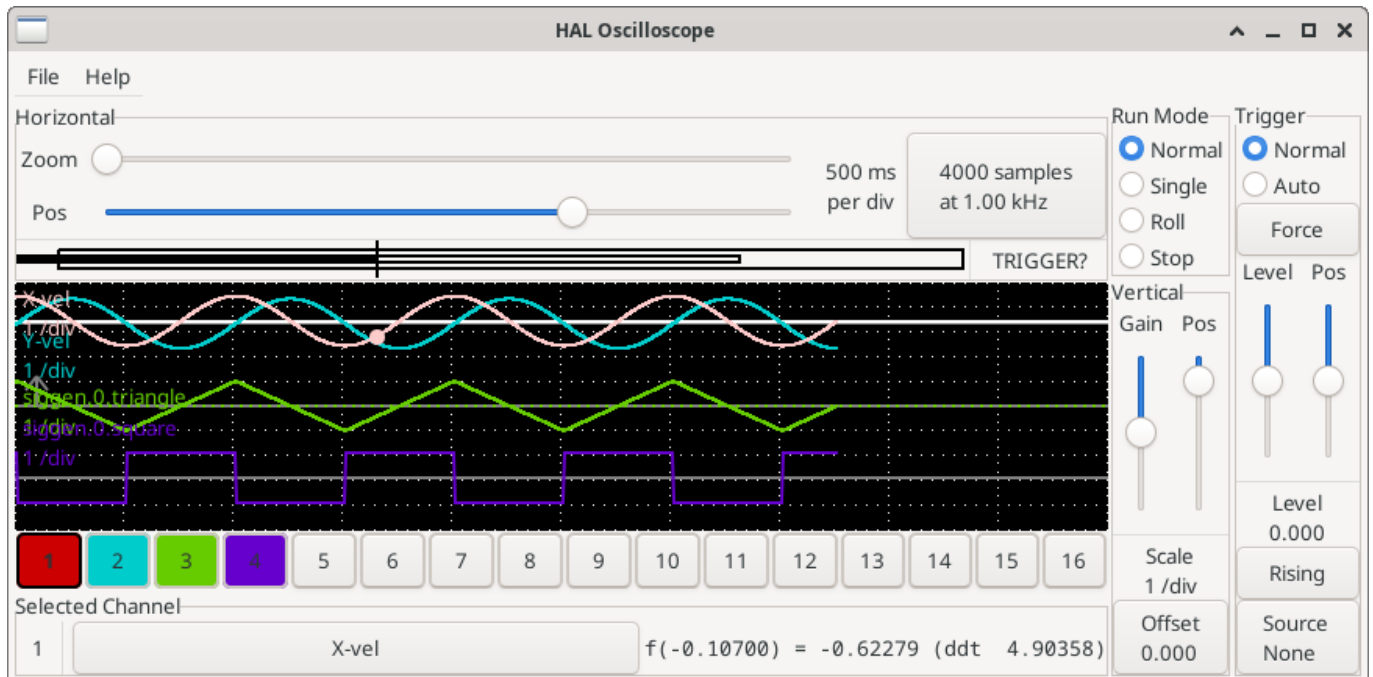 HAL Oscilloscope
File Help
Horizontal
Zoom
Pos
500 ms
per div
4000 samples
at 1.00 kHz
TRIGGER?
Run Mode
Normal
Single
Roll
Stop
Trigger
Normal
Auto
Force
Level Pos
Level
0.000
Rising
Source
None
Vertical
Gain Pos
Scale
1 /div
Offset
0.000
X-vel
1 /div
Y-vel
1 /div
siggen.0.triangle
1 /div
siggen.0.square
1 /div
1 2 3 4 5 6 7 8 9 10 11 12 13 14 15 16
Selected Channel
1 X-vel f(-0.10700) = -0.62279 (ddt 4.90358)